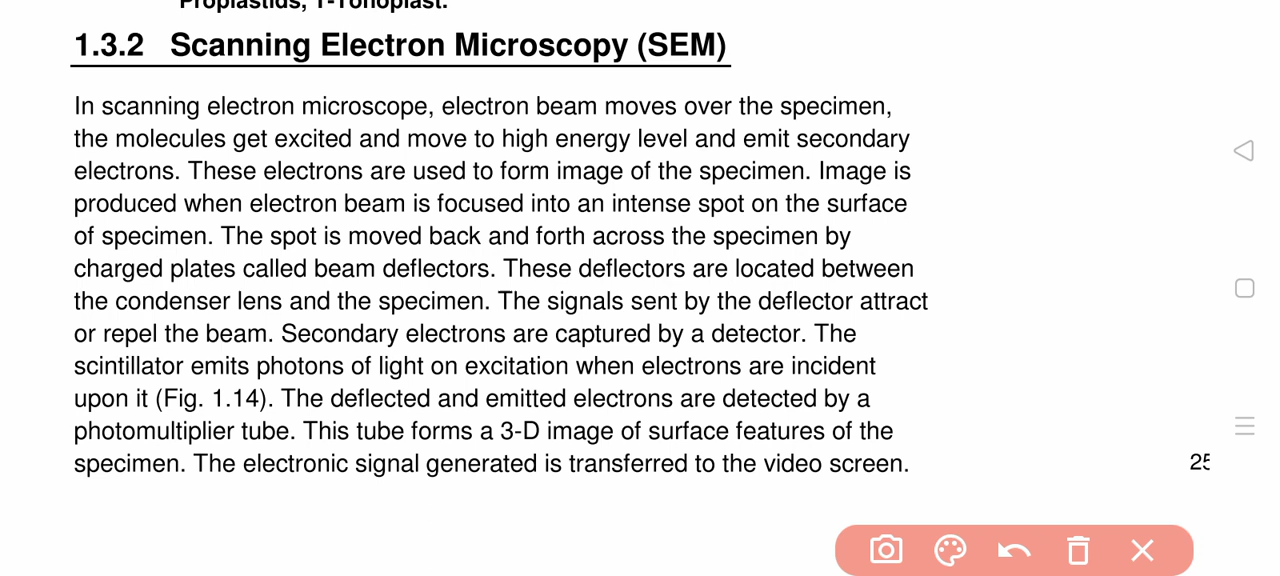 Proplastids, T-Tonoplast.
1.3.2 Scanning Electron Microscopy (SEM)
In scanning electron microscope, electron beam moves over the specimen,
the molecules get excited and move to high energy level and emit secondary
electrons. These electrons are used to form image of the specimen. Image is
produced when electron beam is focused into an intense spot on the surface
of specimen. The spot is moved back and forth across the specimen by
charged plates called beam deflectors. These deflectors are located between
the condenser lens and the specimen. The signals sent by the deflector attract
or repel the beam. Secondary electrons are captured by a detector. The
scintillator emits photons of light on excitation when electrons are incident
upon it (Fig. 1.14). The deflected and emitted electrons are detected by a
photomultiplier tube. This tube forms a 3-D image of surface features of the
specimen. The electronic signal generated is transferred to the video screen.
25